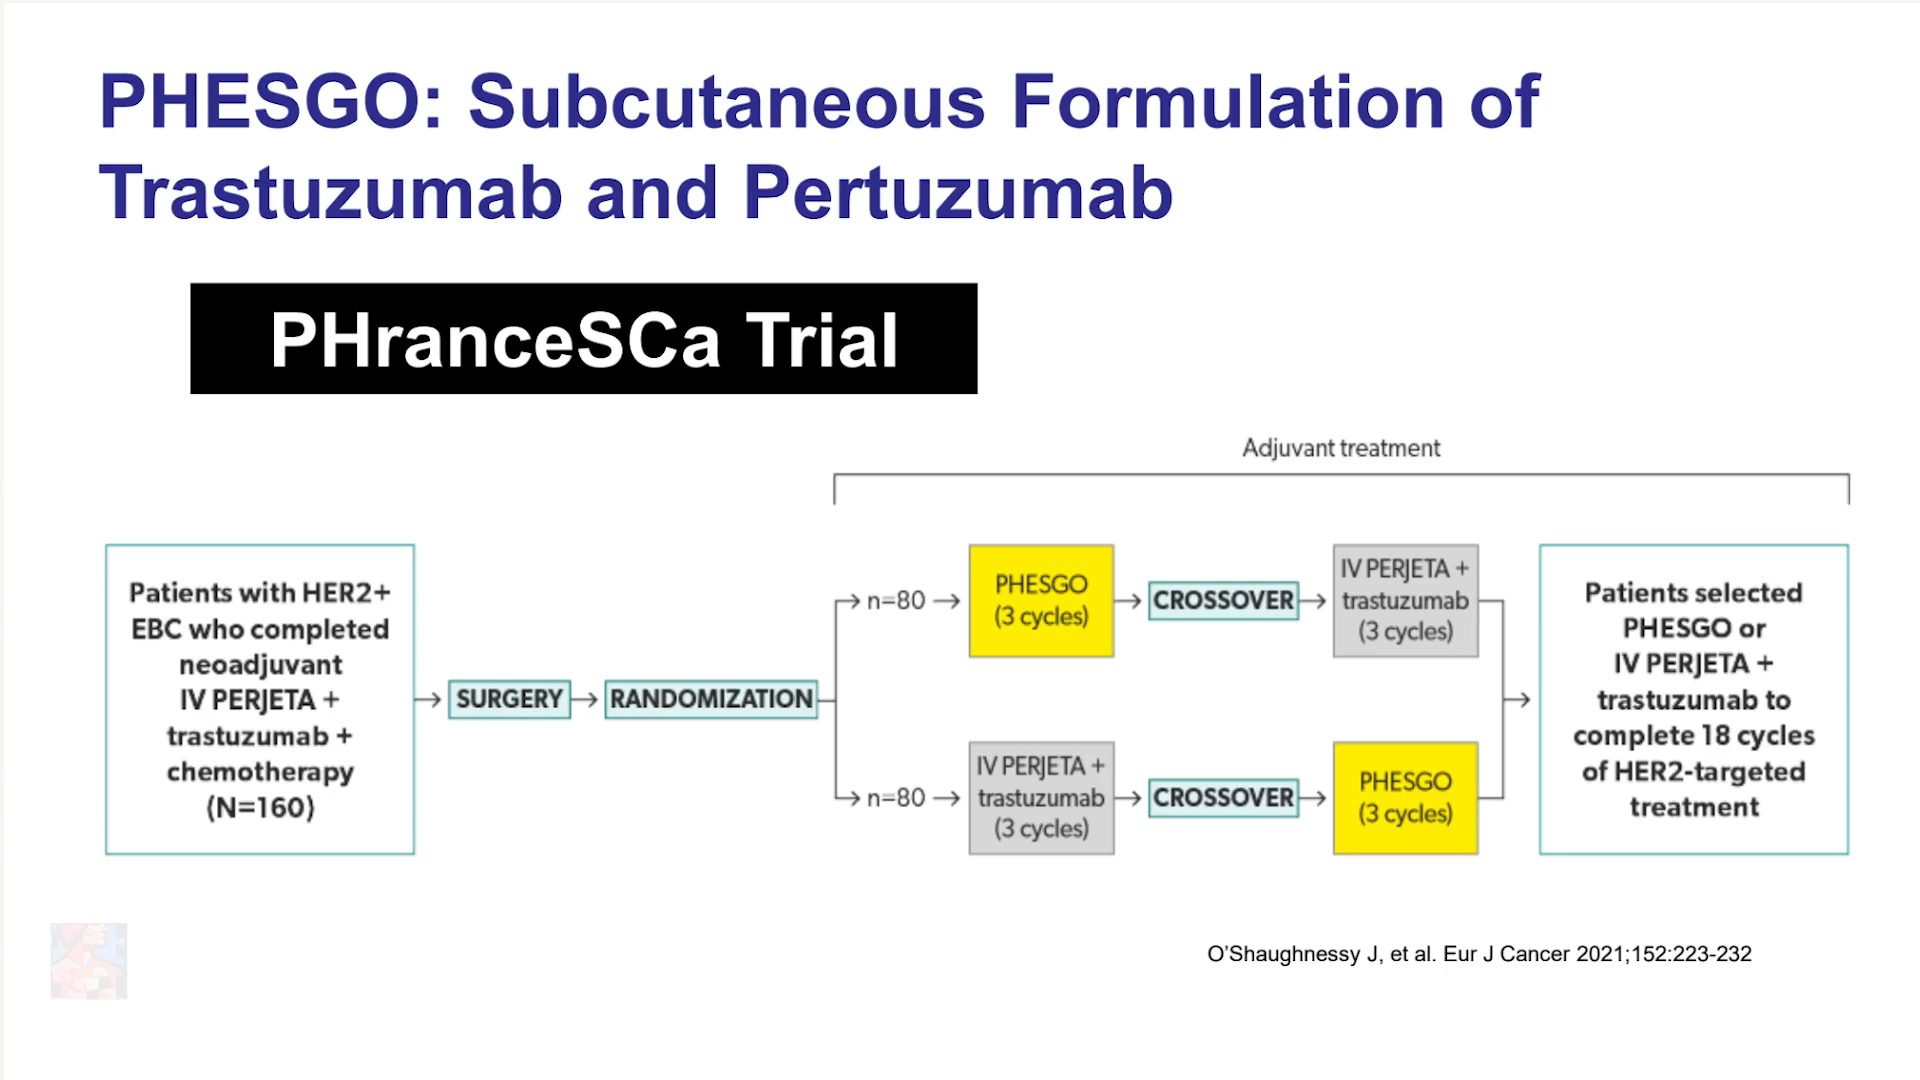 PHESGO: Subcutaneous Formulation of
Trastuzumab and Pertuzumab
PHranceSCa Trial
Adjuvant treatment
Patients with HER2+
EBC who completed
neoadjuvant
IV PERJETA +
trastuzumab +
chemotherapy
(N=160)
SURGERY
RANDOMIZATION
n=80
PHESGO
(3 cycles)
CROSSOVER
IV PERJETA +
trastuzumab
(3 cycles)
n=80
IV PERJETA +
trastuzumab
(3 cycles)
CROSSOVER
PHESGO
(3 cycles)
Patients selected
PHESGO or
IV PERJETA +
trastuzumab to
complete 18 cycles
of HER2-targeted
treatment
O’Shaughnessy J, et al. Eur J Cancer 2021;152:223-232